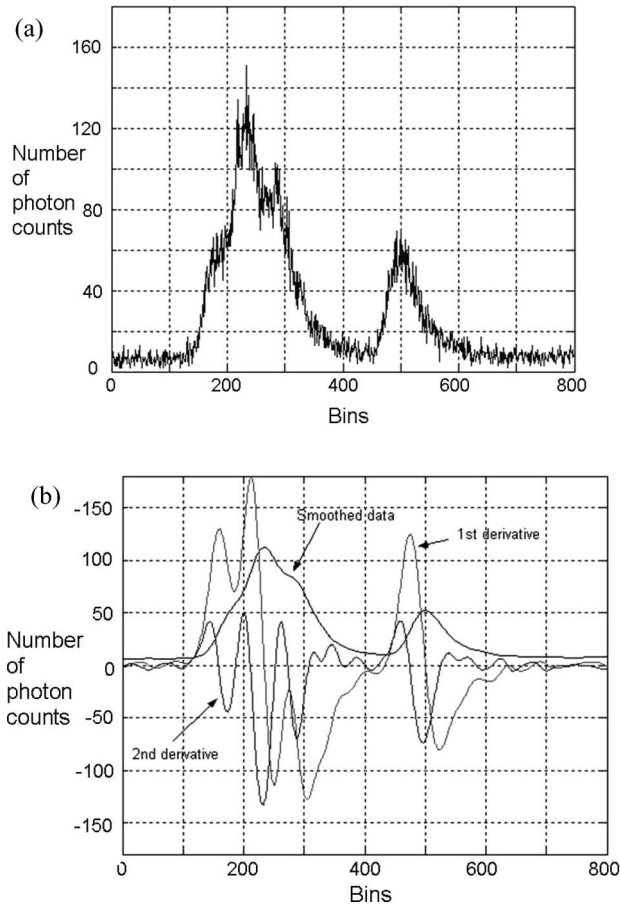 (a)
160
120
80
40
0
Number
of
photon
counts
0
200
400
600
800
Bins
(b)
-150
100
50
0
-50
-100
-150
Number
of
photon
counts
Smoothed data
1st derivative
2nd derivative
0
200
400
600
800
Bins